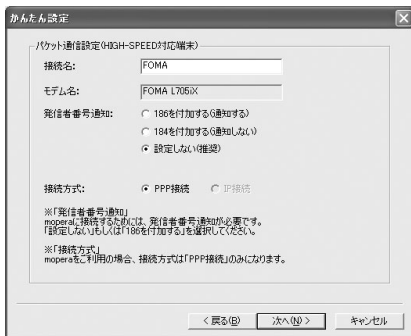 かんたん設定
パケット通信設定(HIGH-SPEED対応端末)
接続名: FOMA
モデム名: FOMA L705iX
発信者番号通知: 186を付加する(通知する)
184を付加する(通知しない)
設定しない(推奨)
接続方式: PPP接続 IP接続
※「発信者番号通知」
moperaに接続するためには、発信者番号通知が必要です。
「設定しない」もしくは「186を付加する」を選択してください。
※「接続方式」
moperaをご利用の場合、接続方式は「PPP接続」のみになります。
< 戻る(B) 次へ(N) > キャンセル